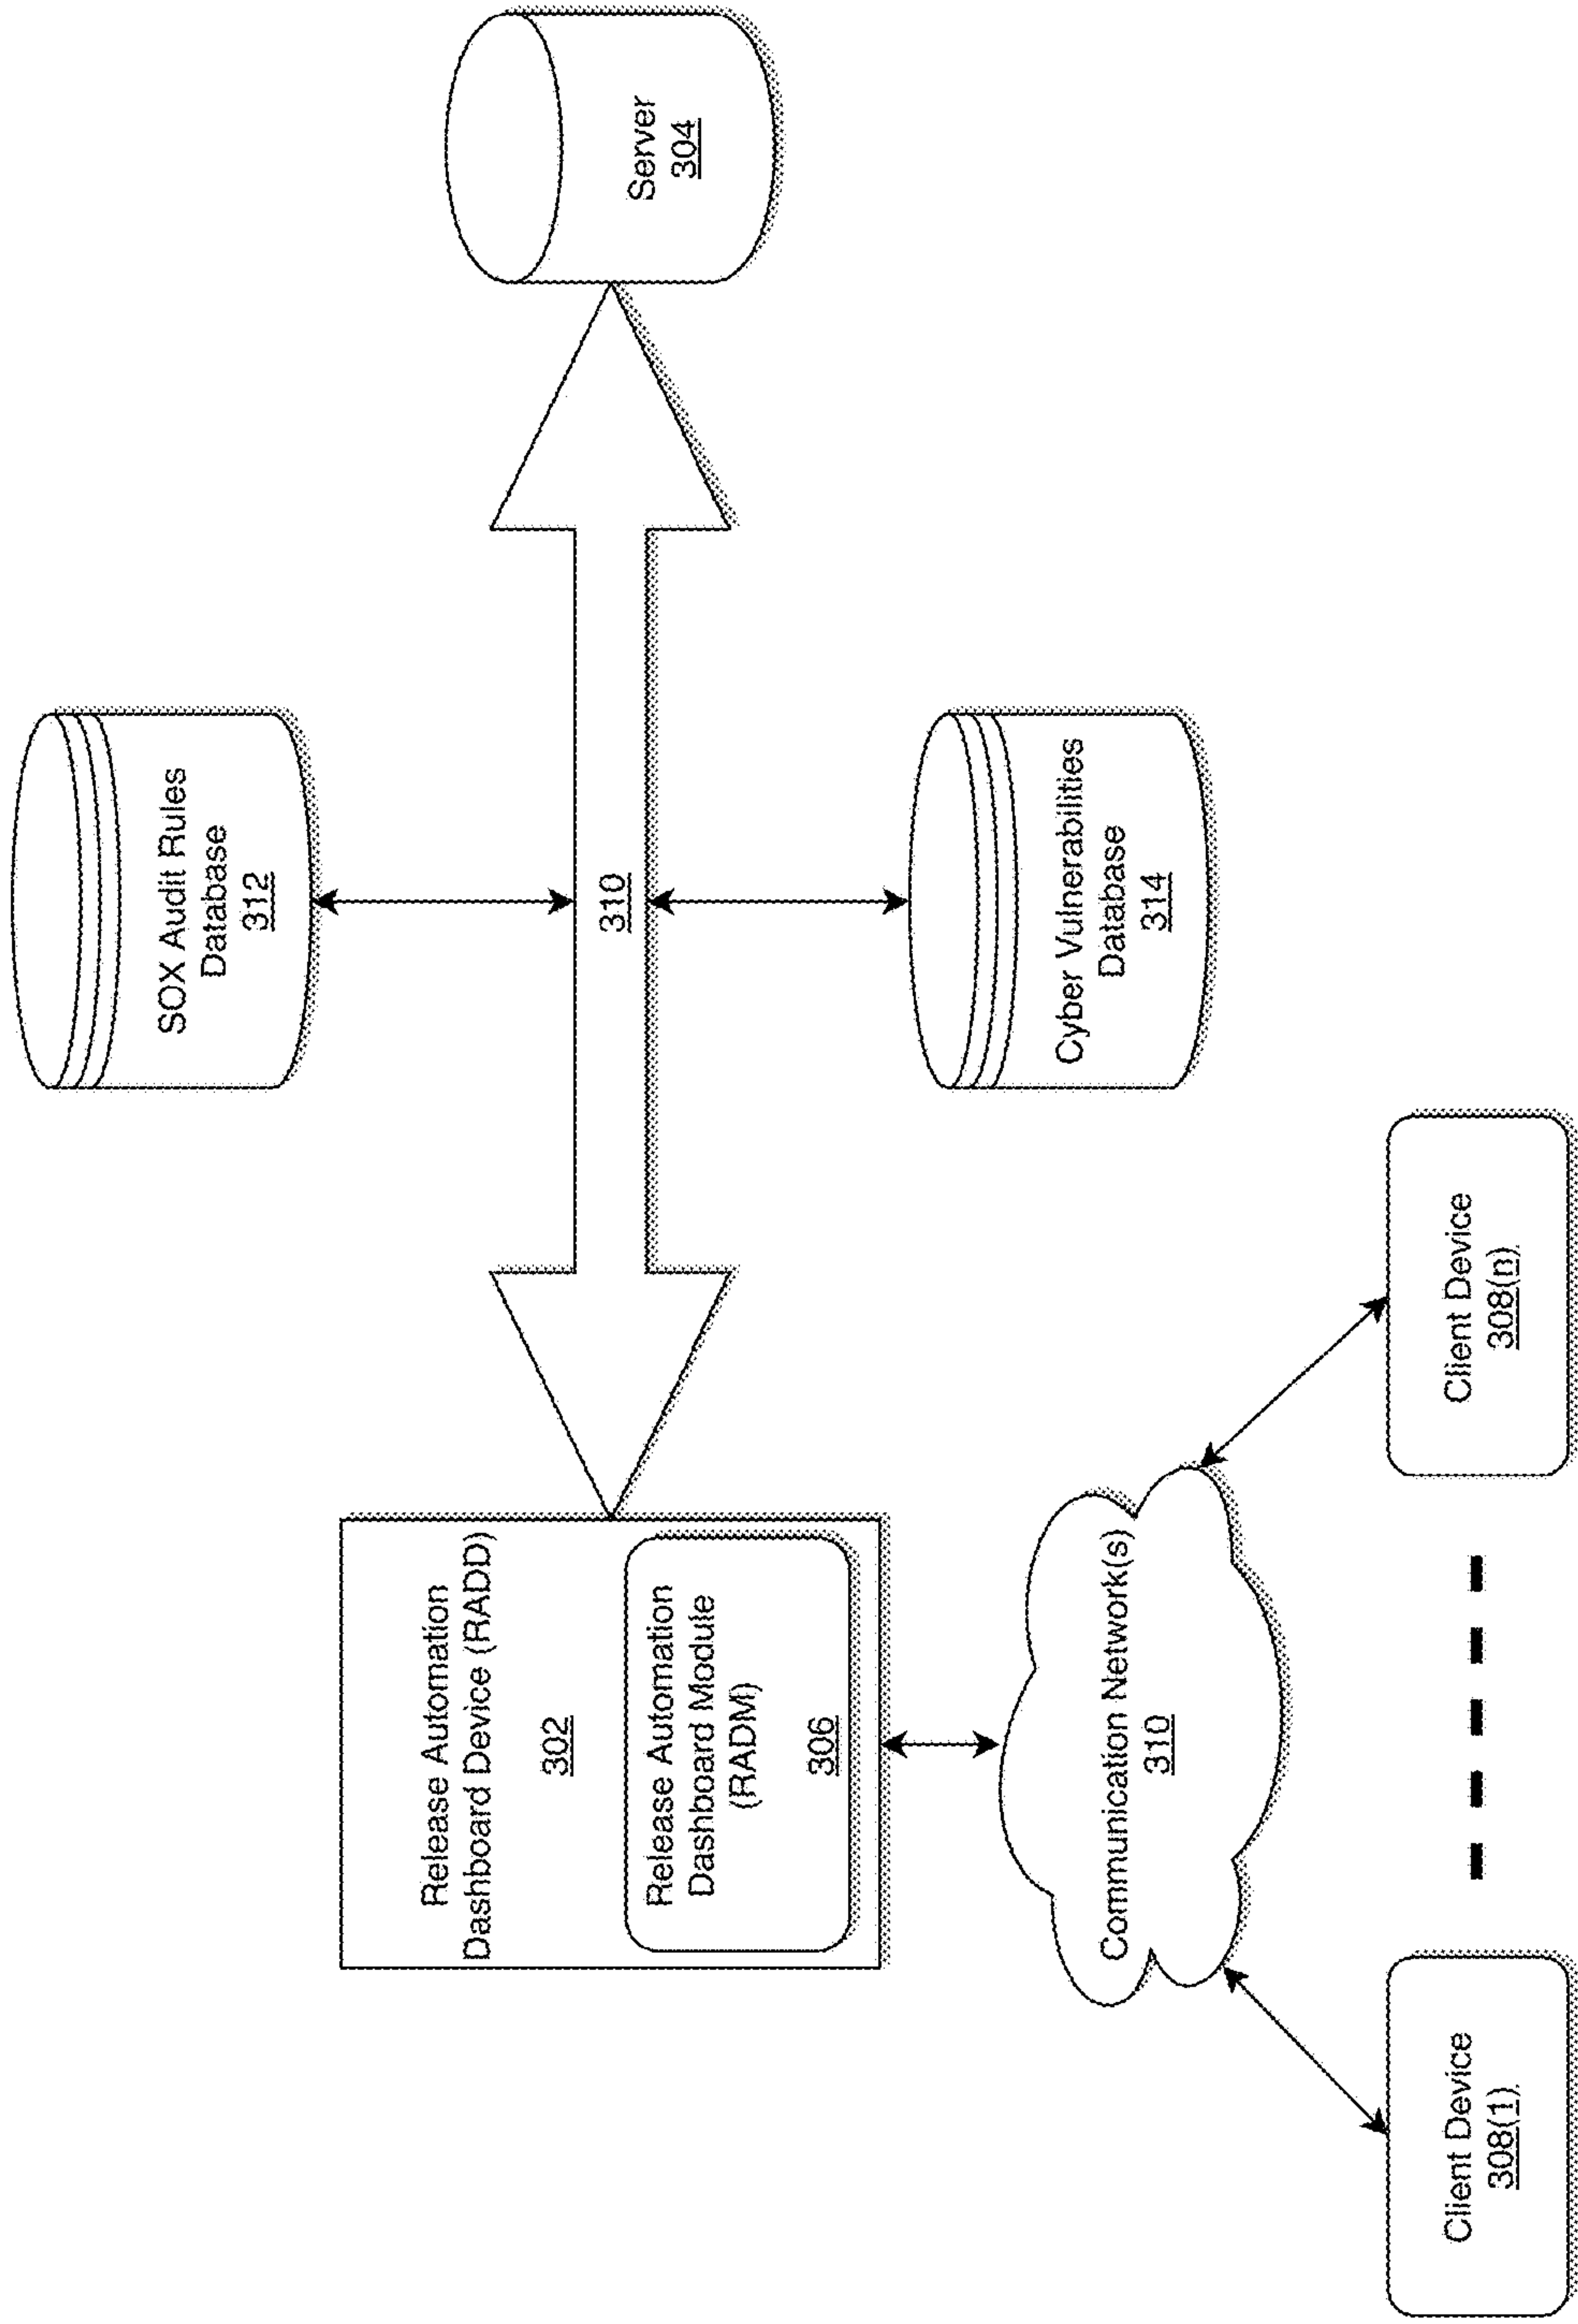 SOX Audit Rules
Database
312
Release Automation
Dashboard Device (RADD)
302
Release Automation
Dashboard Module
(RADM)
306
310
Server
304
Cyber Vulnerabilities
Database
314
Communication Network(s)
310
Client Device
308(1)
Client Device
308(n)